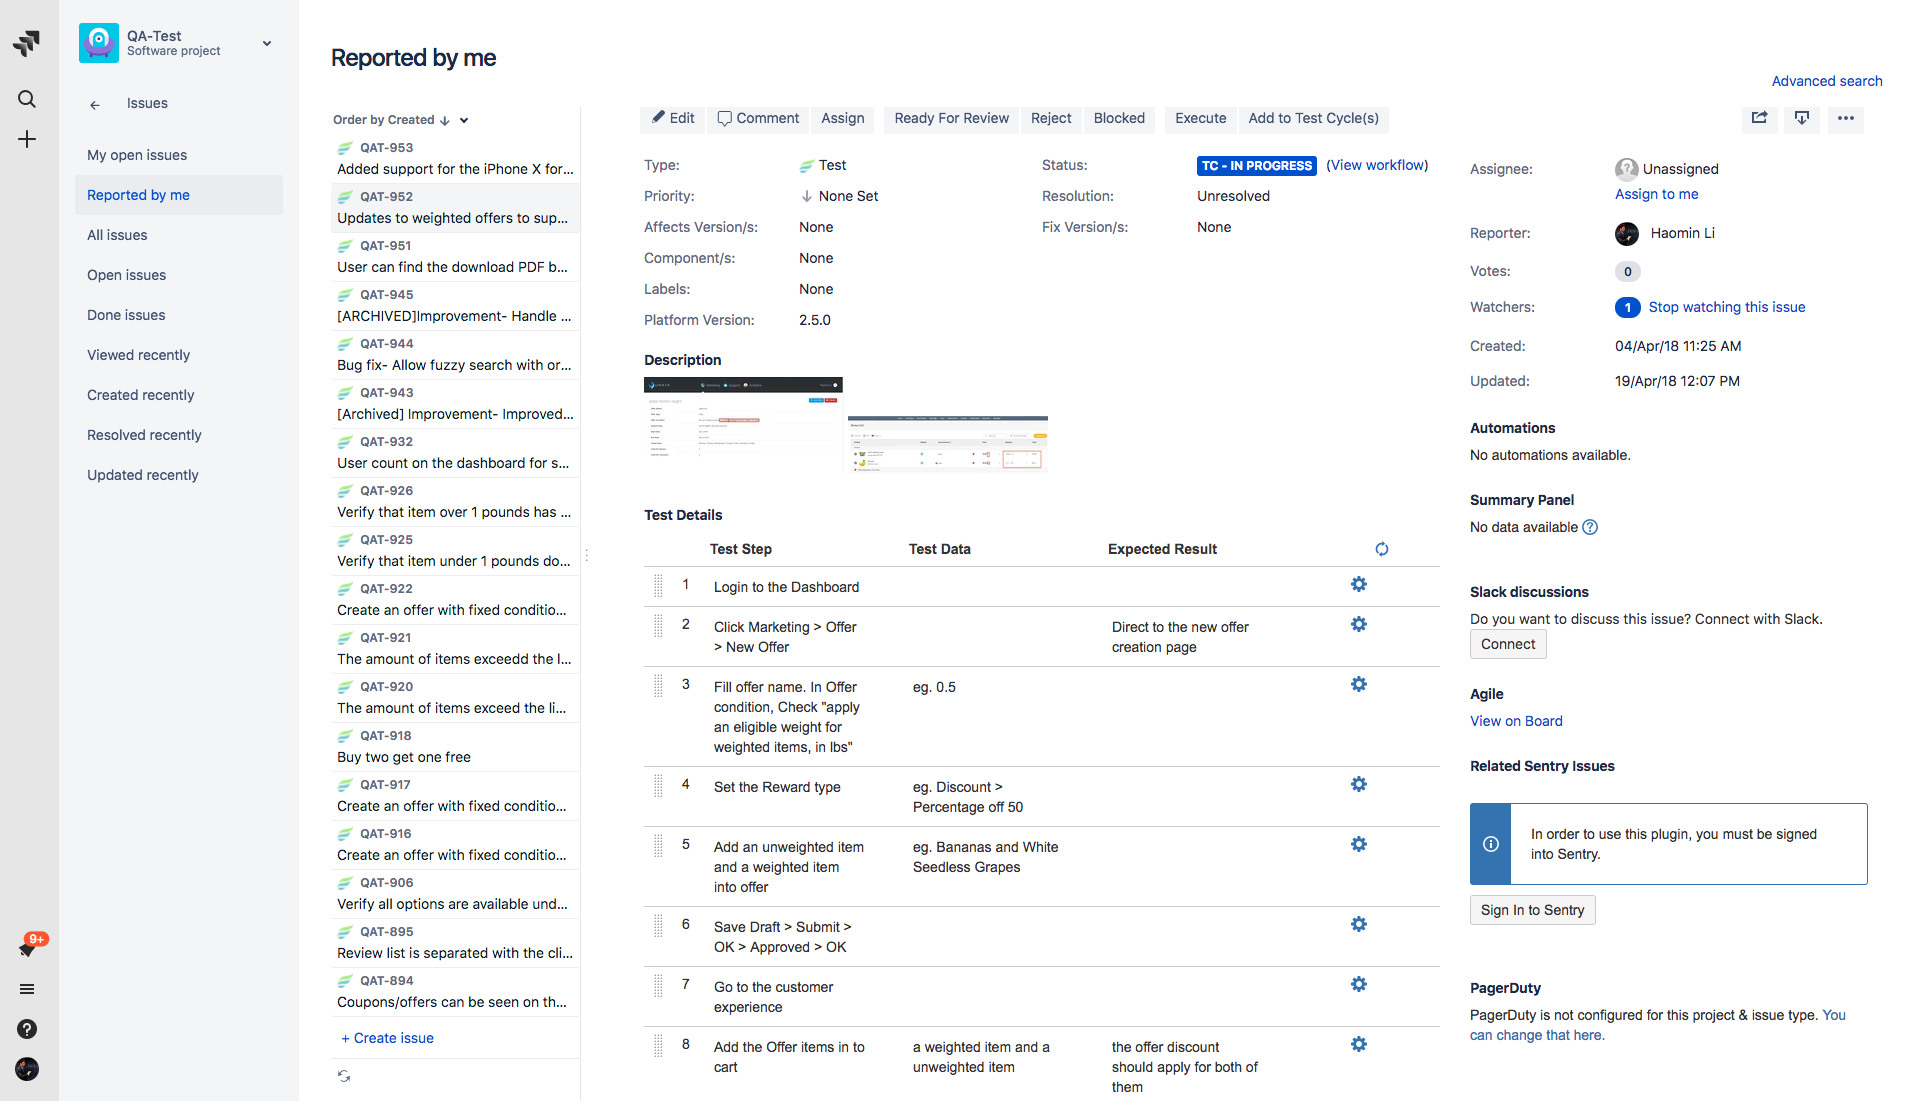 QA-Test
Software project
Issues
My open issues
Reported by me
All issues
Open issues
Done issues
Viewed recently
Created recently
Resolved recently
Updated recently
9+
Reported by me
Advanced search
Order by Created
QAT-953
Added support for the iPhone X for...
QAT-952
Updates to weighted offers to sup...
QAT-951
User can find the download PDF b...
QAT-945
[ARCHIVED]Improvement- Handle ...
QAT-944
Bug fix- Allow fuzzy search with or...
QAT-943
[Archived] Improvement- Improved...
QAT-932
User count on the dashboard for s...
QAT-926
Verify that item over 1 pounds has ...
QAT-925
Verify that item under 1 pounds do...
QAT-922
Create an offer with fixed conditio...
QAT-921
The amount of items exceedd the l...
QAT-920
The amount of items exceed the li...
QAT-918
Buy two get one free
QAT-917
Create an offer with fixed conditio...
QAT-916
Create an offer with fixed conditio...
QAT-906
Verify all options are available und...
QAT-895
Review list is separated with the cli...
QAT-894
Coupons/offers can be seen on th...
+ Create issue
Edit Comment Assign Ready For Review Reject Blocked Execute Add to Test Cycle(s)
Type: Test
Priority: None Set
Affects Version/s: None
Component/s: None
Labels: None
Platform Version: 2.5.0
Status: TC - IN PROGRESS (View workflow)
Resolution: Unresolved
Fix Version/s: None
Description
Test Details
Test Step Test Data Expected Result
1 Login to the Dashboard
2 Click Marketing > Offer
> New Offer
Direct to the new offer
creation page
3 Fill offer name. In Offer
condition, Check "apply
an eligible weight for
weighted items, in lbs"
eg. 0.5
4 Set the Reward type
eg. Discount >
Percentage off 50
5 Add an unweighted item
and a weighted item
into offer
eg. Bananas and White
Seedless Grapes
6 Save Draft > Submit >
OK > Approved > OK
7 Go to the customer
experience
8 Add the Offer items in to
cart
a weighted item and a
unweighted item
the offer discount
should apply for both of
them
Assignee: Unassigned
Assign to me
Reporter: Haomin Li
Votes: 0
Watchers: 1 Stop watching this issue
Created: 04/Apr/18 11:25 AM
Updated: 19/Apr/18 12:07 PM
Automations
No automations available.
Summary Panel
No data available
Slack discussions
Do you want to discuss this issue? Connect with Slack.
Connect
Agile
View on Board
Related Sentry Issues
In order to use this plugin, you must be signed
into Sentry.
Sign In to Sentry
PagerDuty
PagerDuty is not configured for this project & issue type. You
can change that here.